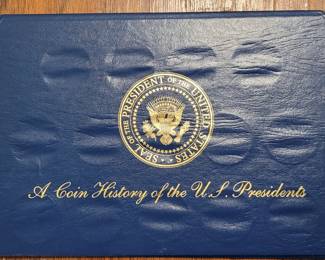 SEAL OF THE PRESIDENT OF THE UNITED STATES
A Coin History of the U.S. Presidents